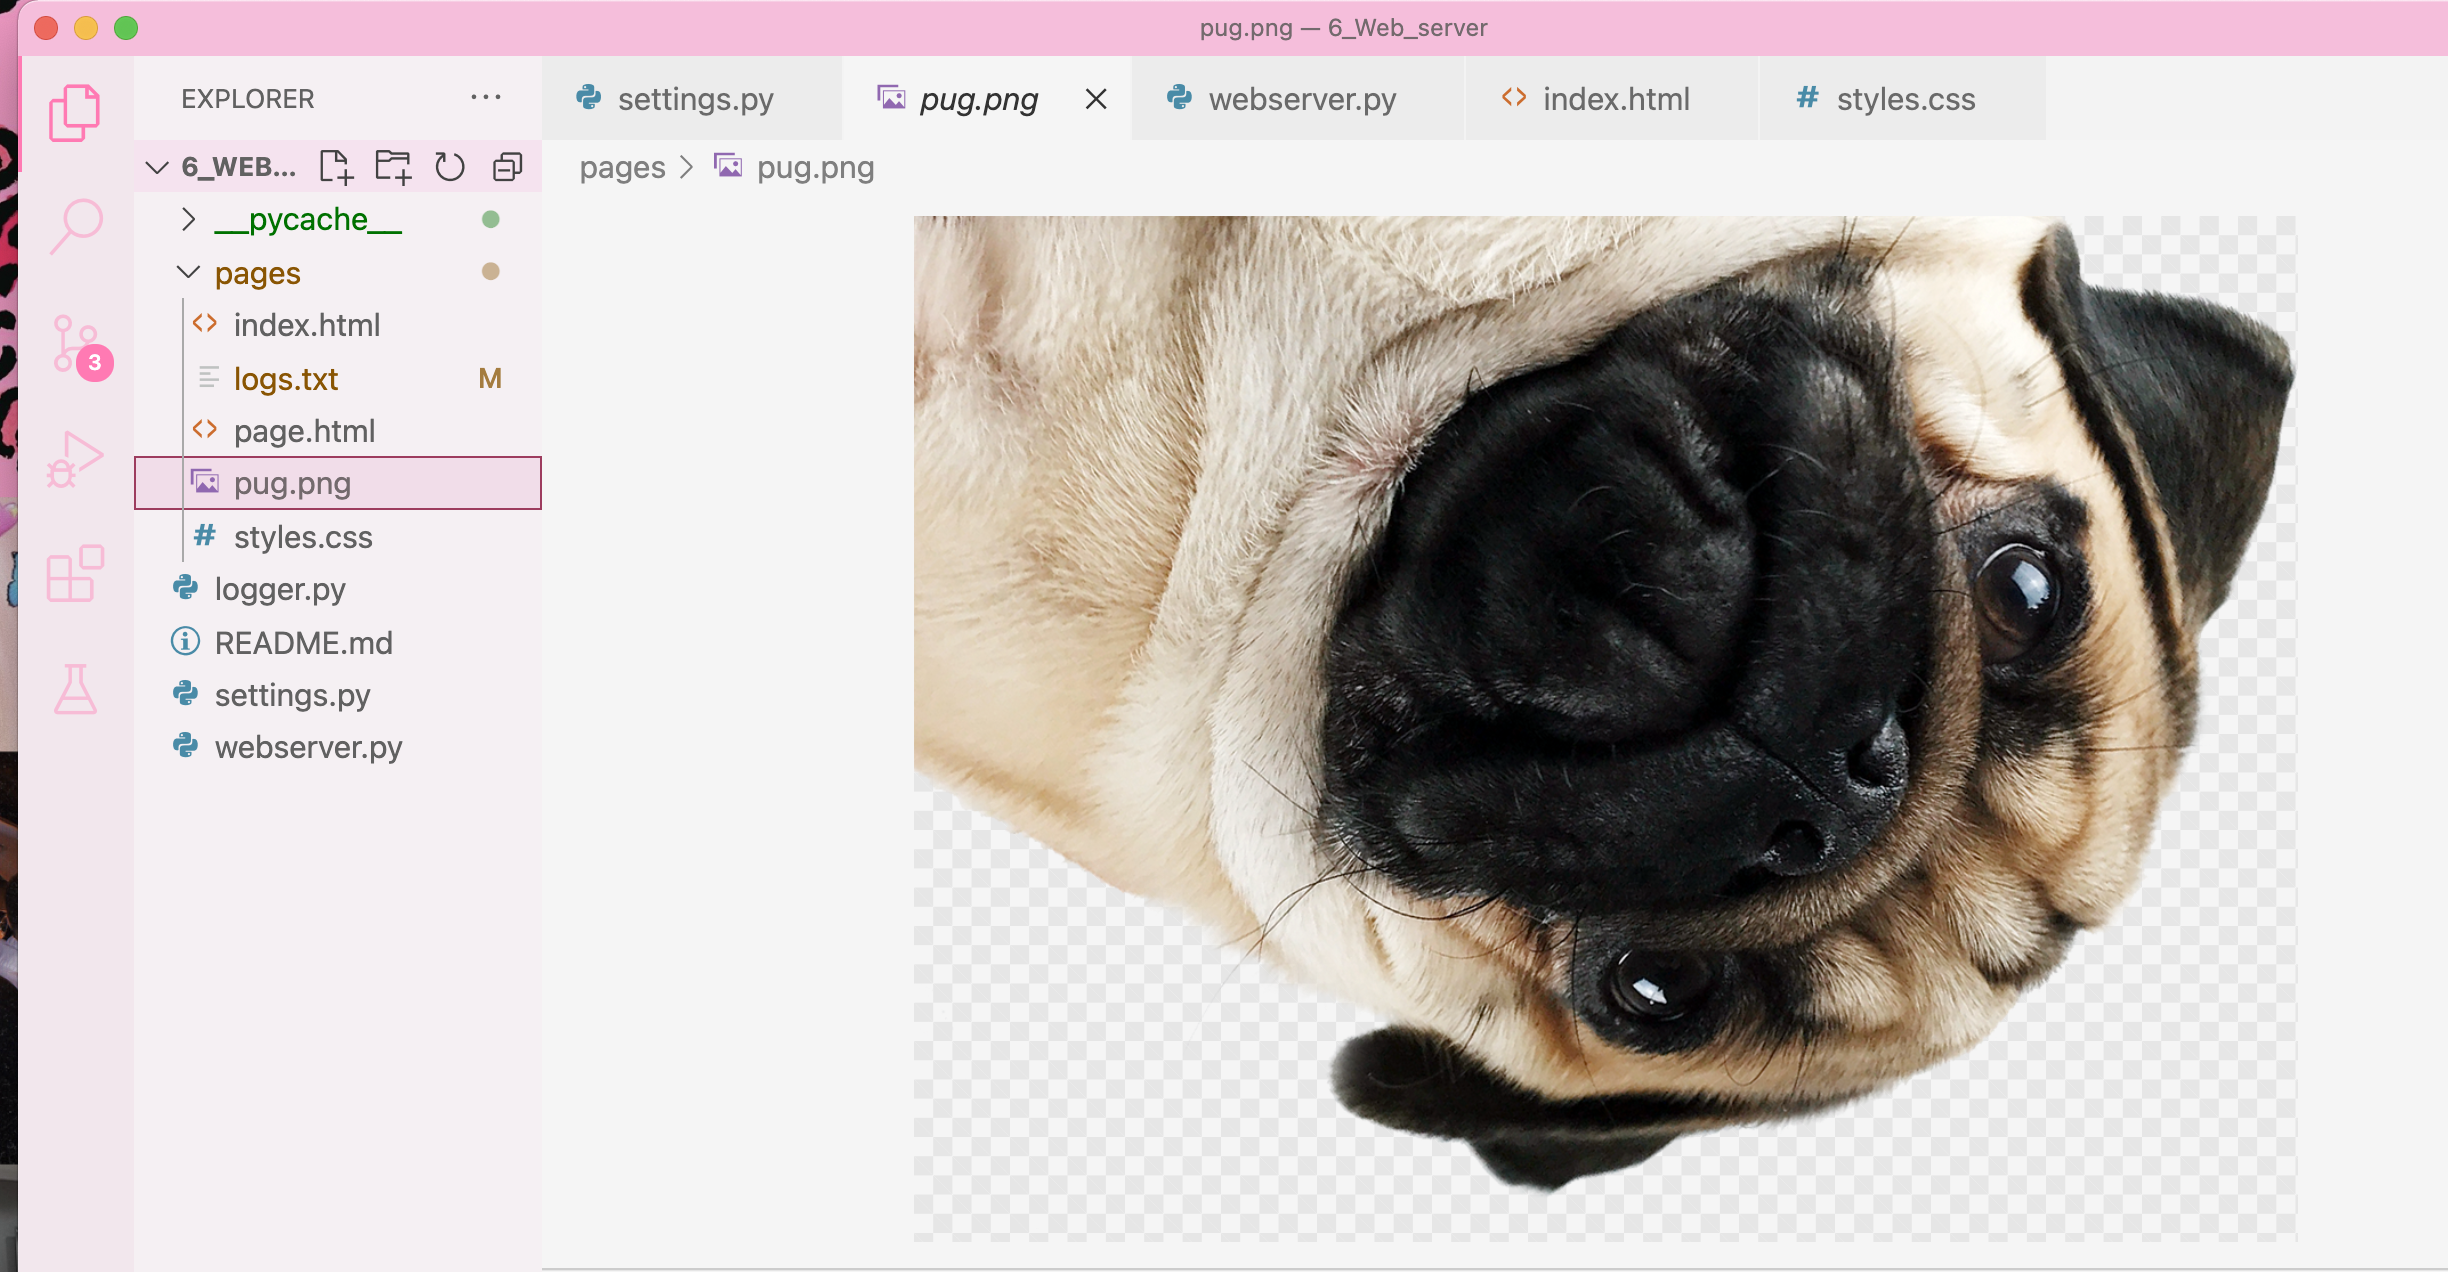 pug.png — 6_Web_server
EXPLORER
settings.py
pug.png
webserver.py
index.html
styles.css
6_WEB...
pages > pug.png
__pycache__
pages
index.html
logs.txt M
page.html
pug.png
styles.css
logger.py
README.md
settings.py
webserver.py
3